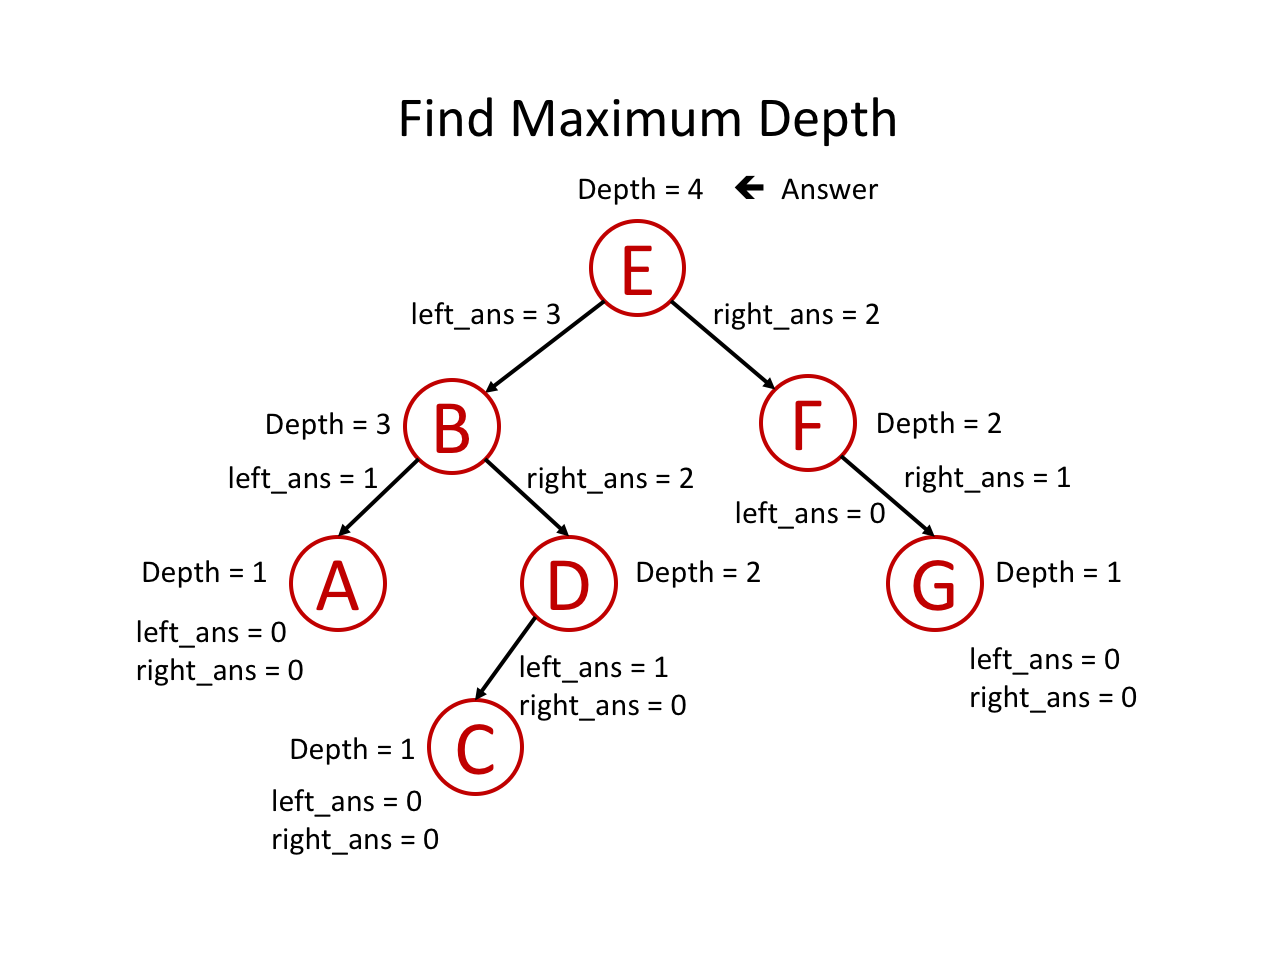 Find Maximum Depth
Depth = 4 🡸 Answer
E
left_ans = 3
right_ans = 2
Depth = 3
B
F
Depth = 2
left_ans = 1
right_ans = 2
right_ans = 1
left_ans = 0
Depth = 1
A
D
Depth = 2
G
Depth = 1
left_ans = 0
right_ans = 0
left_ans = 1
right_ans = 0
left_ans = 0
right_ans = 0
Depth = 1
C
left_ans = 0
right_ans = 0